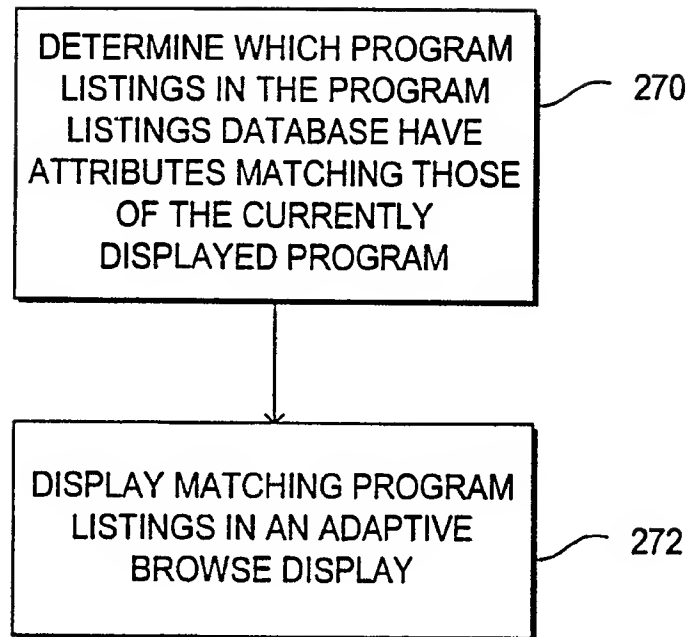 DETERMINE WHICH PROGRAM
LISTINGS IN THE PROGRAM
LISTINGS DATABASE HAVE
ATTRIBUTES MATCHING THOSE
OF THE CURRENTLY
DISPLAYED PROGRAM
270
DISPLAY MATCHING PROGRAM
LISTINGS IN AN ADAPTIVE
BROWSE DISPLAY
272